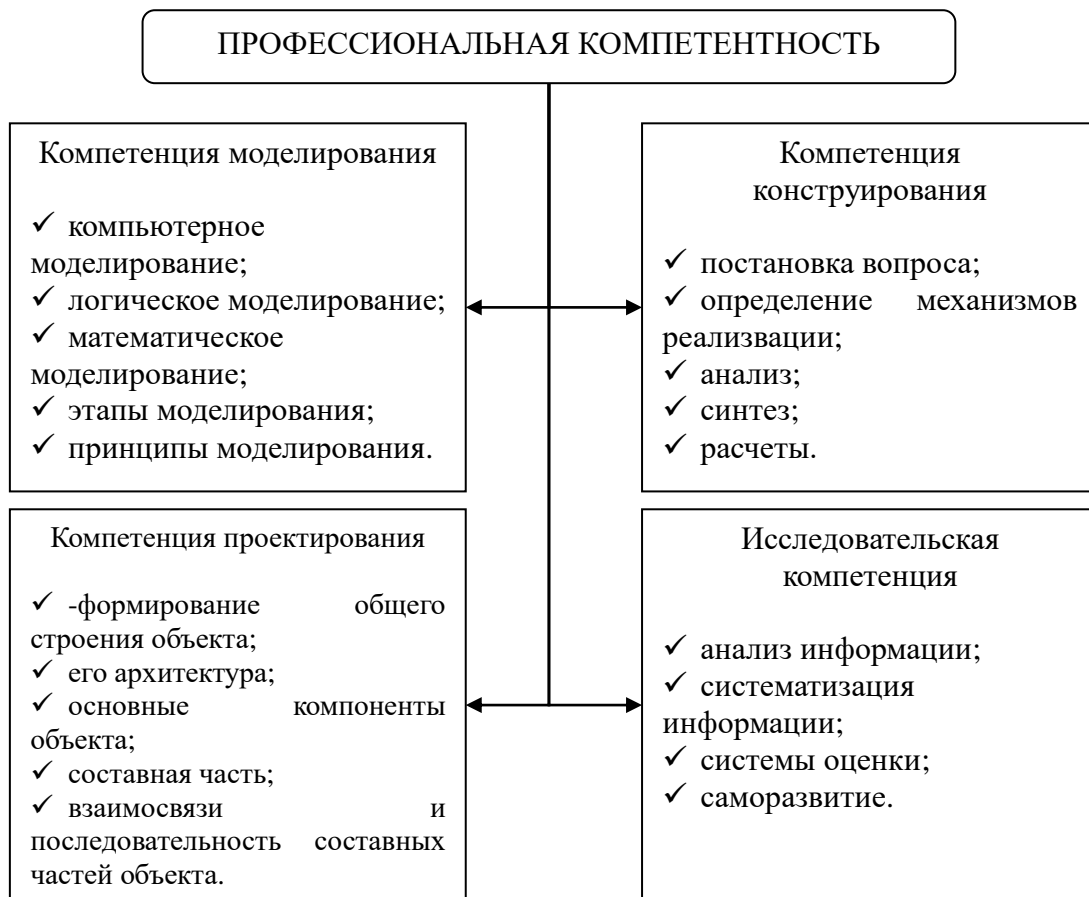 ПРОФЕССИОНАЛЬНАЯ КОМПЕТЕНТНОСТЬ
Компетенция моделирования
✓ компьютерное
моделирование;
✓ логическое моделирование;
✓ математическое
моделирование;
✓ этапы моделирования;
✓ принципы моделирования.
Компетенция
конструирования
✓ постановка вопроса;
✓ определение механизмов
реализвации;
✓ анализ;
✓ синтез;
✓ расчеты.
Компетенция проектирования
✓ -формирование общего
строения объекта;
✓ его архитектура;
✓ основные компоненты
объекта;
✓ составная часть;
✓ взаимосвязи и
последовательность составных
частей объекта.
Исследовательская
компетенция
✓ анализ информации;
✓ систематизация
информации;
✓ системы оценки;
✓ саморазвитие.